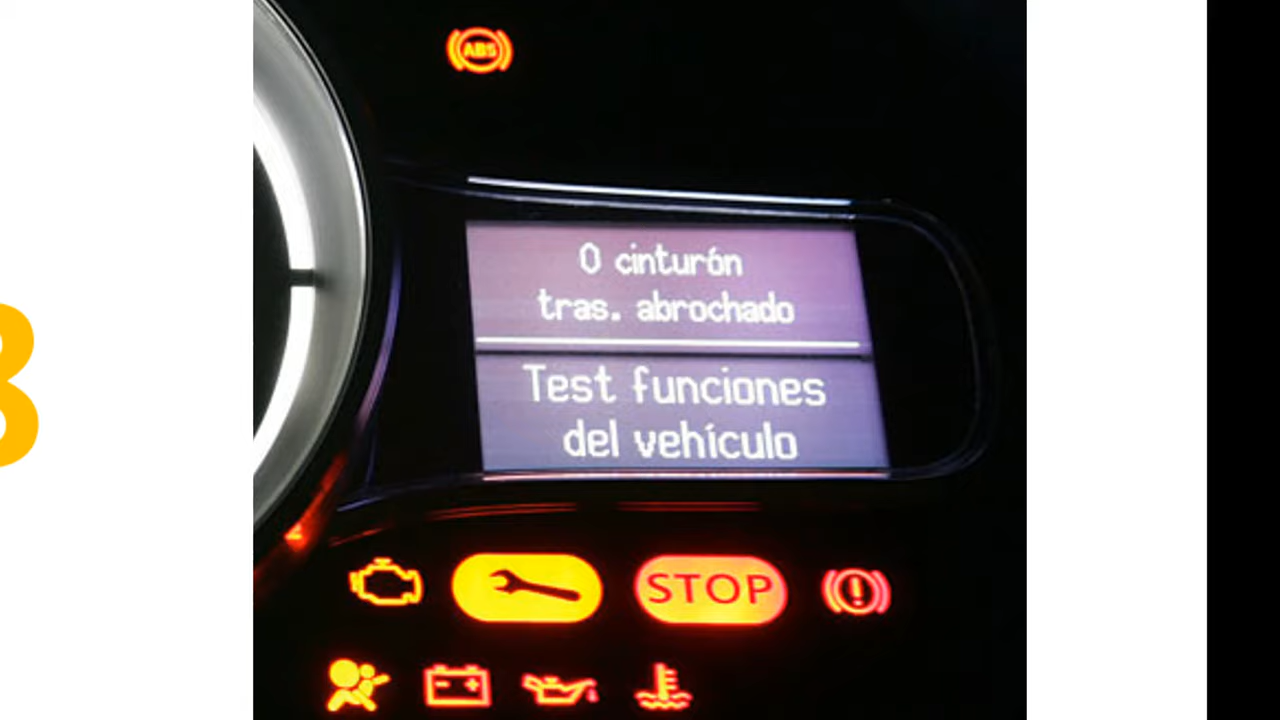 ABS
0 cinturón
tras. abrochado
Test funciones
del vehículo
STOP